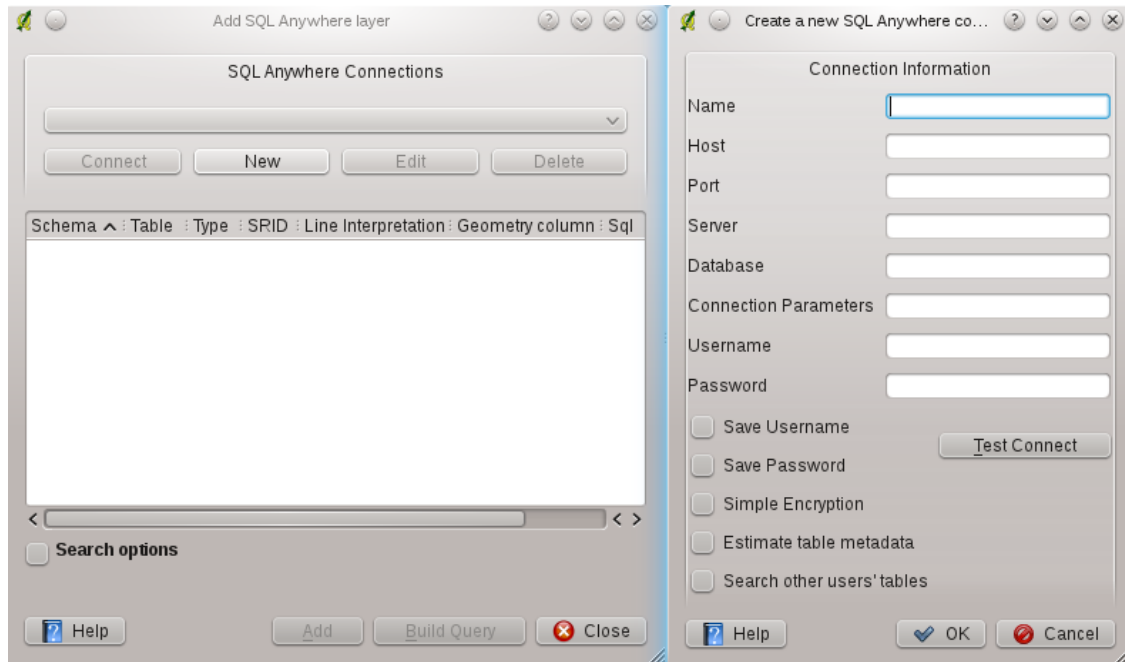 Add SQL Anywhere layer
SQL Anywhere Connections
Connect New Edit Delete
Schema Table Type SRID Line Interpretation Geometry column Sql
Search options
Help Add Build Query Close
Create a new SQL Anywhere co...
Connection Information
Name
Host
Port
Server
Database
Connection Parameters
Username
Password
Save Username
Test Connect
Save Password
Simple Encryption
Estimate table metadata
Search other users' tables
Help OK Cancel